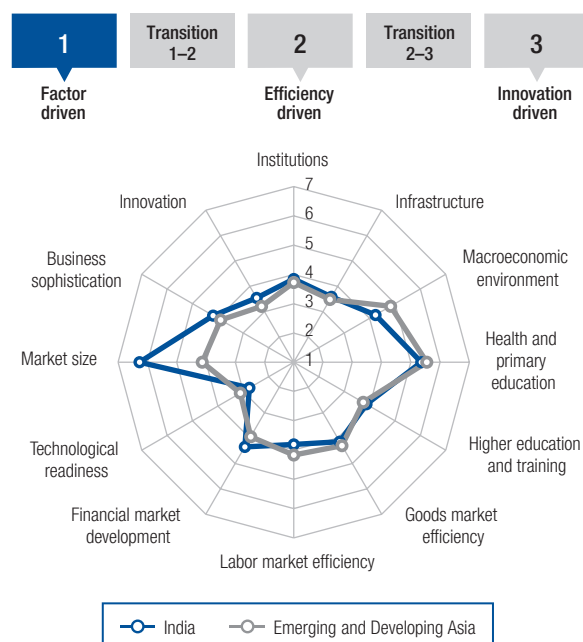 1
Transition
1–2
2
Transition
2–3
3
Factor
driven
Efficiency
driven
Innovation
driven
Institutions
Infrastructure
Macroeconomic
environment
Health and
primary
education
Higher education
and training
Goods market
efficiency
Labor market efficiency
Financial market
development
Technological
readiness
Market size
Business
sophistication
Innovation
7
6
5
4
3
2
1
India
Emerging and Developing Asia